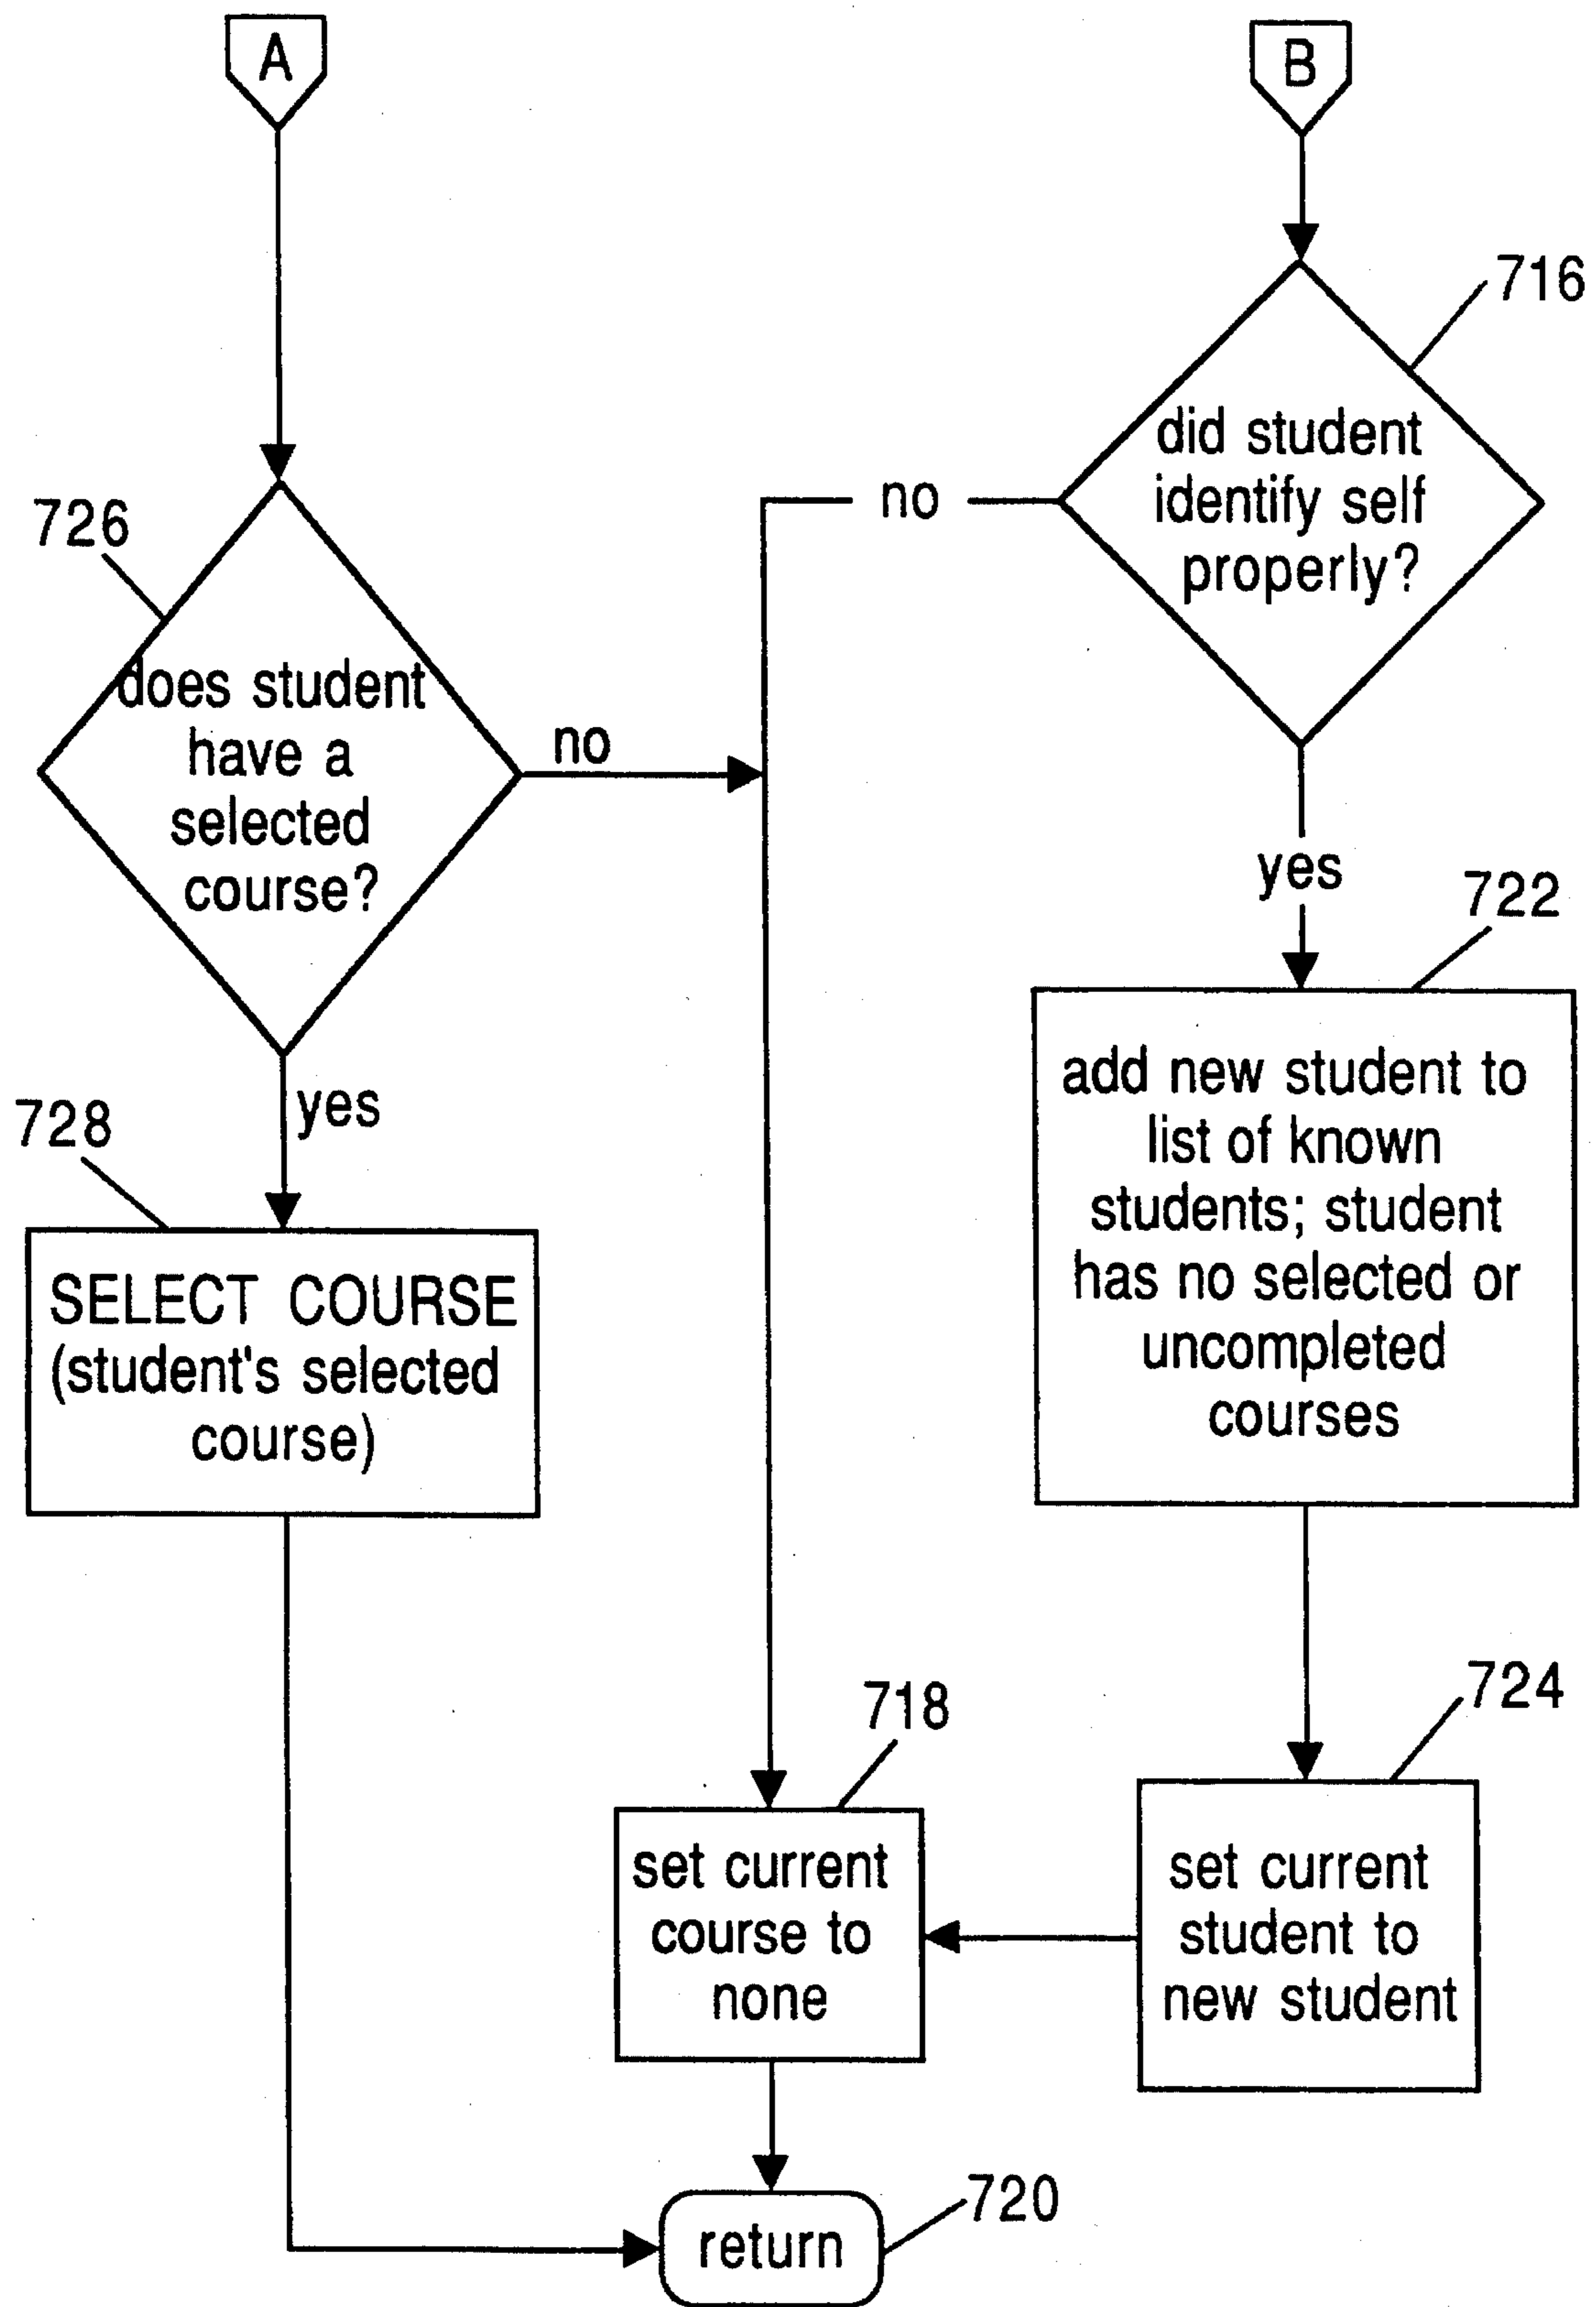 A
B
716
did student
identify self
properly?
no
726
does student
have a
selected
course?
no
yes
722
yes
728
add new student to
list of known
students; student
has no selected or
uncompleted
courses
SELECT COURSE
(student's selected
course)
718
724
set current
course to
none
set current
student to
new student
720
return